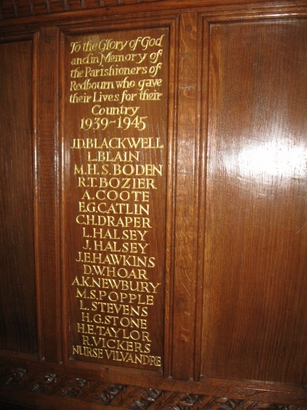 To the Glory of God
and in Memory of
the Parishioners of
Redbourn who gave
their Lives for their
Country
1939-1945
J.D.BLACKWELL
L.BLAIN
M.H.S.BODEN
R.T.BOZIER
A.COOTE
E.G.CATLIN
C.H.DRAPER
L.HALSEY
J.HALSEY
J.E.HAWKINS
D.W.HOAR
A.K.NEWBURY
M.S.POPPLE
L.STEVENS
H.G.STONE
H.E.TAYLOR
R.VICKERS
NURSE VILVANDRE